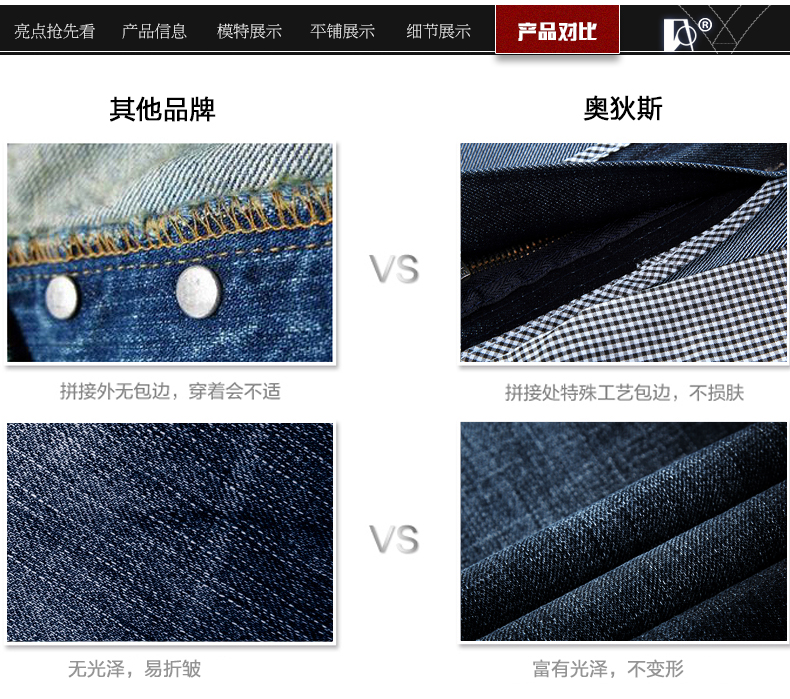 亮点抢先看 产品信息 模特展示 平铺展示 细节展示 产品对比 ®
其他品牌 奥狄斯
VS
拼接外无包边，穿着会不适 拼接处特殊工艺包边，不损肤
VS
无光泽，易折皱 富有光泽，不变形